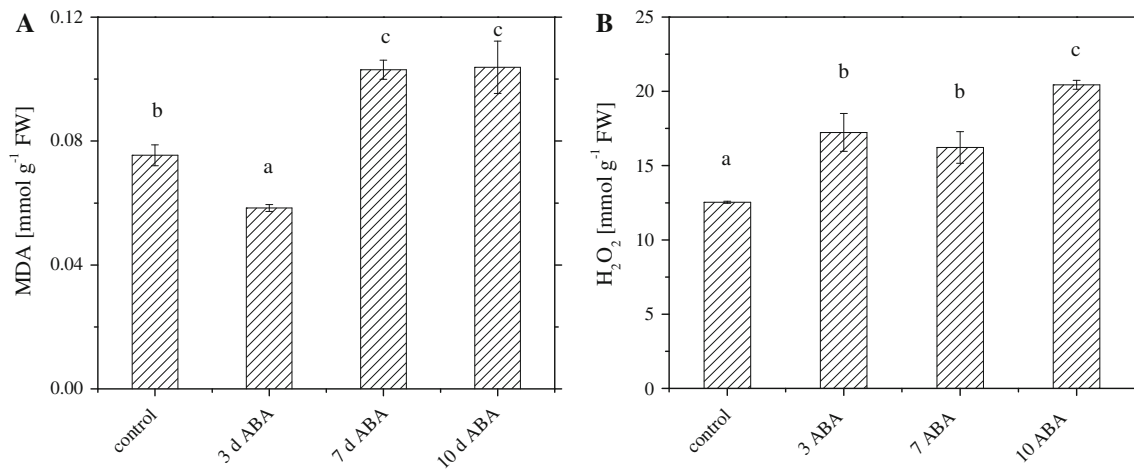 A
MDA [mmol g⁻¹ FW]
0.12
0.08
0.04
0.00
b
a
c
c
control
3 d ABA
7 d ABA
10 d ABA
B
H₂O₂ [mmol g⁻¹ FW]
25
20
15
10
5
0
a
b
b
c
control
3 ABA
7 ABA
10 ABA